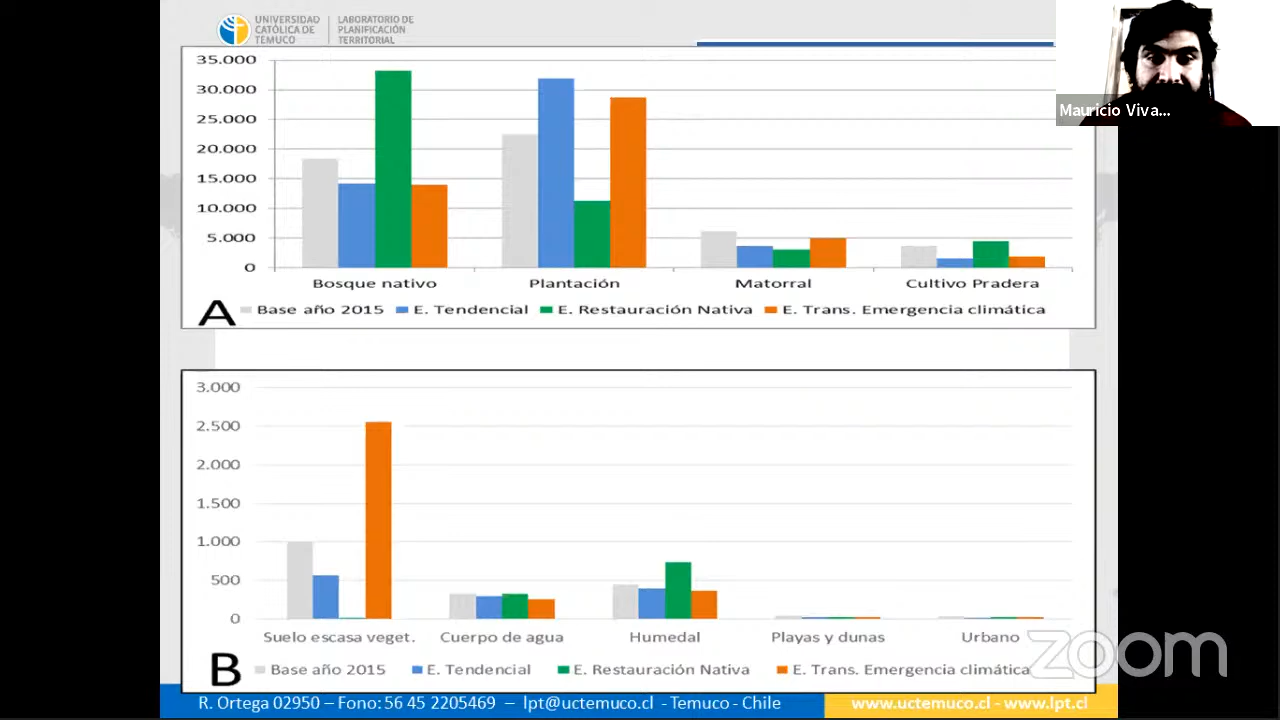 UNIVERSIDAD
CATÓLICA DE
TEMUCO
LABORATORIO DE
PLANIFICACIÓN
TERRITORIAL
Mauricio Viva...
35.000
30.000
25.000
20.000
15.000
10.000
5.000
0
Bosque nativo Plantación Matorral Cultivo Pradera
A Base año 2015 E. Tendencial E. Restauración Nativa E. Trans. Emergencia climática
3.000
2.500
2.000
1.500
1.000
500
0
Suelo escasa veget. Cuerpo de agua Humedal Playas y dunas Urbano
B Base año 2015 E. Tendencial E. Restauración Nativa E. Trans. Emergencia climática
zoom
R. Ortega 02950 – Fono: 56 45 2205469 – lpt@uctemuco.cl - Temuco - Chile
www.uctemuco.cl - www.lpt.cl